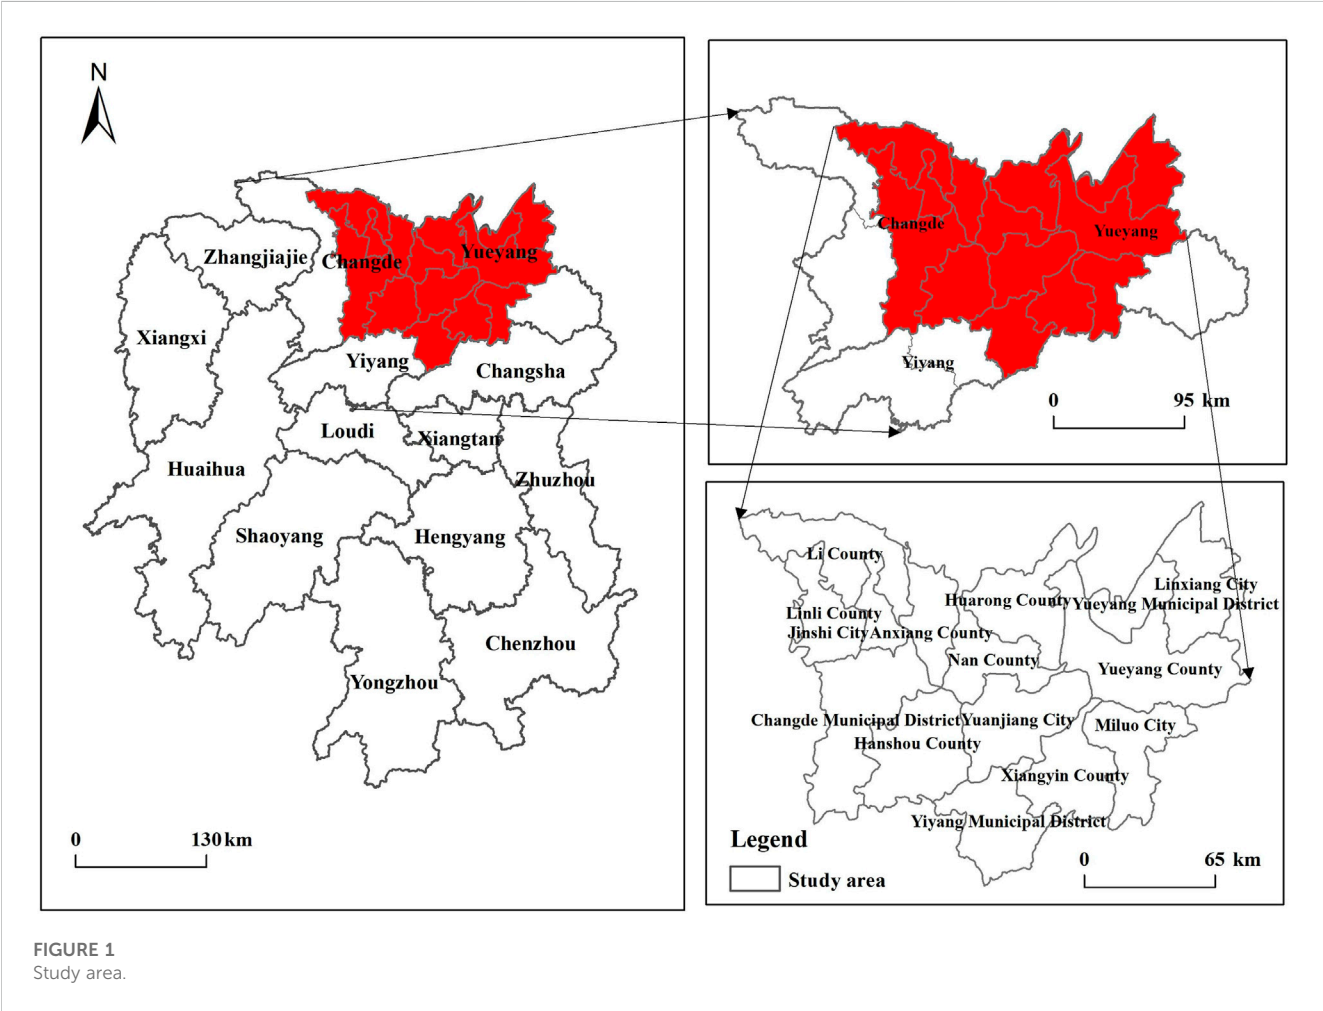 N
Zhangjiajie
Changde
Yueyang
Xiangxi
Yiyang
Changsha
Loudi
Xiangtan
Huaihua
Zhuzhou
Shaoyang
Hengyang
Chenzhou
Yongzhou
0 130 km
Changde
Yueyang
Yiyang
0 95 km
Li County
Linxiang City
Huarong County
Yueyang Municipal District
Linli County
Jinshi City
Anxiang County
Nan County
Yueyang County
Changde Municipal District
Yuanjiang City
Miluo City
Hanshou County
Xiangyin County
Yiyang Municipal District
Legend
Study area
0 65 km
FIGURE 1
Study area.